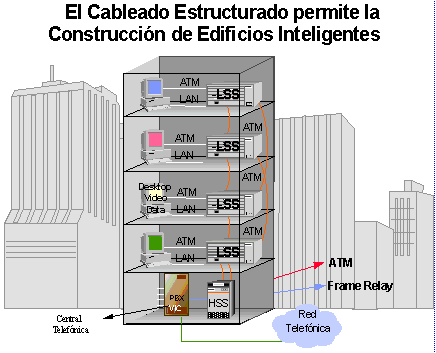 El Cableado Estructurado permite la
Construcción de Edificios Inteligentes
ATM
LAN
LSS
ATM
LAN
LSS
ATM
Desktop
Video
Data
ATM
LAN
LSS
ATM
ATM
LAN
LSS
ATM
PBX
VIC
HSS
ATM
Frame Relay
Central
Telefónica
Red
Telefónica